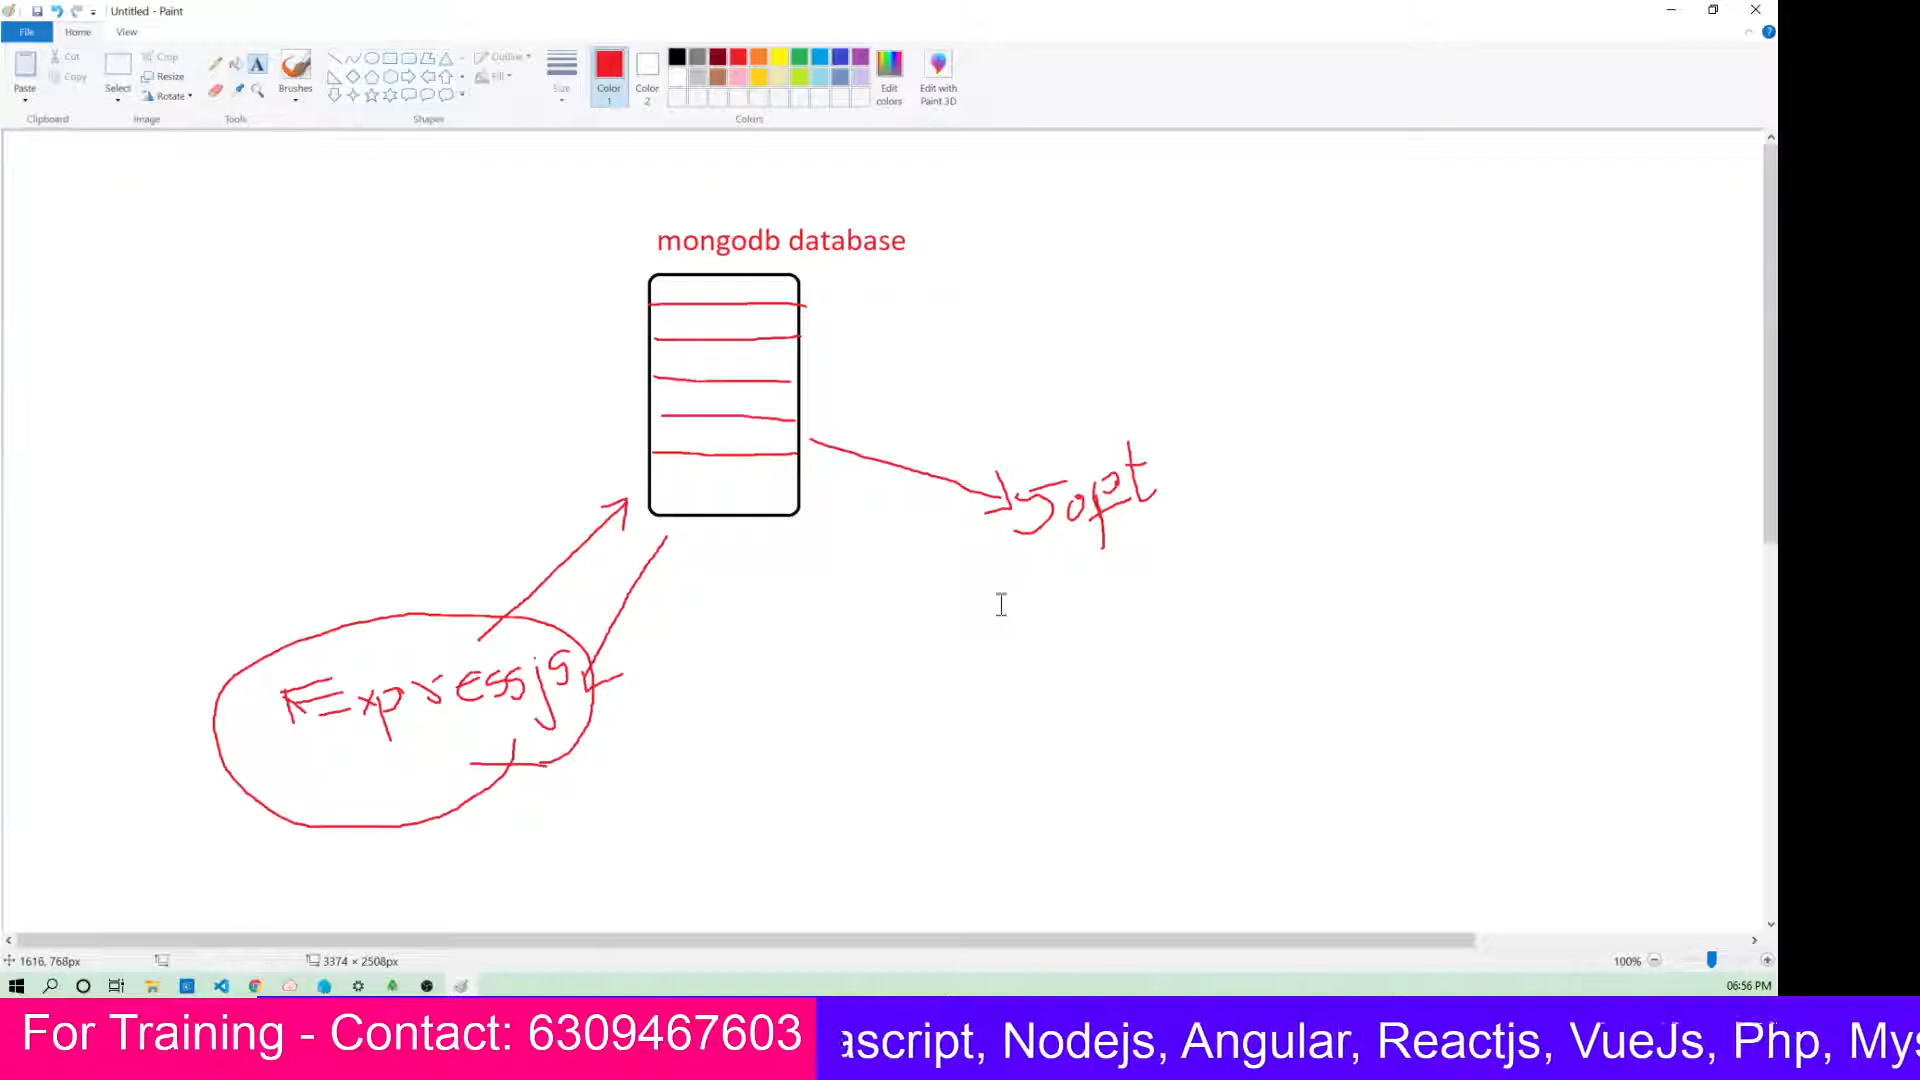 Untitled - Paint
File
Home
View
Paste
Cut
Copy
Clipboard
Select
Crop
Resize
Rotate
Image
A
Tools
Brushes
Outline
Fill
Shapes
Size
Color
1
Color
2
Edit
colors
Colors
Edit with
Paint 3D
mongodb database
Expressjs
1616, 768px
3374 × 2508px
100%
06:56 PM
For Training - Contact: 6309467603
ascript, Nodejs, Angular, Reactjs, VueJs, Php, Mys